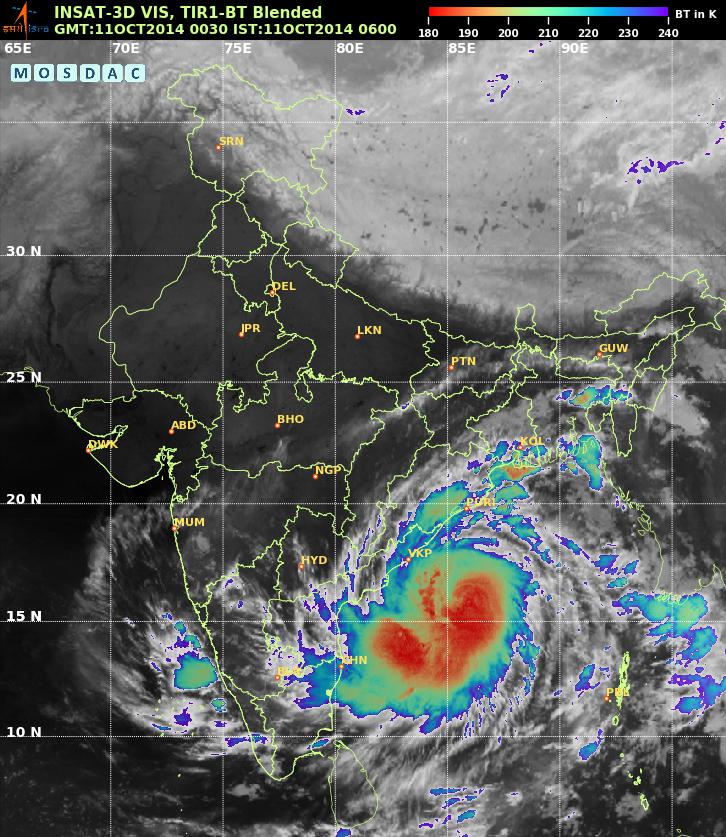 INSAT-3D VIS, TIR1-BT Blended
GMT:11OCT2014 0030 IST:11OCT2014 0600
BT in K
180 190 200 210 220 230 240
65E 70E 75E 80E 85E 90E
M O S D A C
SRN
30 N
DEL
JPR
LKN
GUW
PTN
25 N
ABD
BHO
DWK
KOL
NGP
20 N
PURI
MUM
VKP
HYD
15 N
CHN
10 N